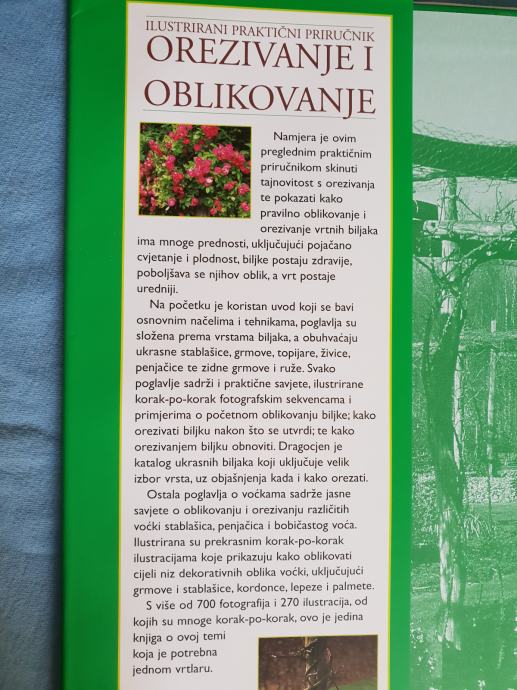 ILUSTRIRANI PRAKTIČNI PRIRUČNIK
OREZIVANJE I
OBLIKOVANJE
Namjera je ovim
preglednim praktičnim
priručnikom skinuti
tajnovitost s orezivanja
te pokazati kako
pravilno oblikovanje i
orezivanje vrtnih biljaka
ima mnoge prednosti, uključujući pojačano
cvjetanje i plodnost, biljke postaju zdravije,
poboljšava se njihov oblik, a vrt postaje
uredniji.
Na početku je koristan uvod koji se bavi
osnovnim načelima i tehnikama, poglavlja su
složena prema vrstama biljaka, a obuhvaćaju
ukrasne stablašice, grmove, topijare, živice,
penjačice te zidne grmove i ruže. Svako
poglavlje sadrži i praktične savjete, ilustrirane
korak-po-korak fotografskim sekvencama i
primjerima o početnom oblikovanju biljke; kako
orezivati biljku nakon što se utvrdi; te kako
orezivanjem biljku obnoviti. Dragocjen je
katalog ukrasnih biljaka koji uključuje velik
izbor vrsta, uz objašnjenja kada i kako orezati.
Ostala poglavlja o voćkama sadrže jasne
savjete o oblikovanju i orezivanju različitih
voćki stablašica, penjačica i bobičastog voća.
Ilustrirana su prekrasnim korak-po-korak
ilustracijama koje prikazuju kako oblikovati
cijeli niz dekorativnih oblika voćki, uključujući
grmove i stablašice, kordonce, lepeze i palmete.
S više od 700 fotografija i 270 ilustracija, od
kojih su mnoge korak-po-korak, ovo je jedina
knjiga o ovoj temi
koja je potrebna
jednom vrtlaru.